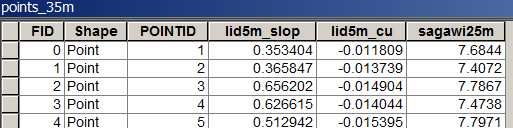 points_35m
FID Shape POINTID lid5m_slop lid5m_cu sagawi25m
0 Point 1 0.353404 -0.011809 7.6844
1 Point 2 0.365847 -0.013739 7.4072
2 Point 3 0.656202 -0.014904 7.7867
3 Point 4 0.626615 -0.014044 7.4738
4 Point 5 0.512942 -0.015395 7.7971